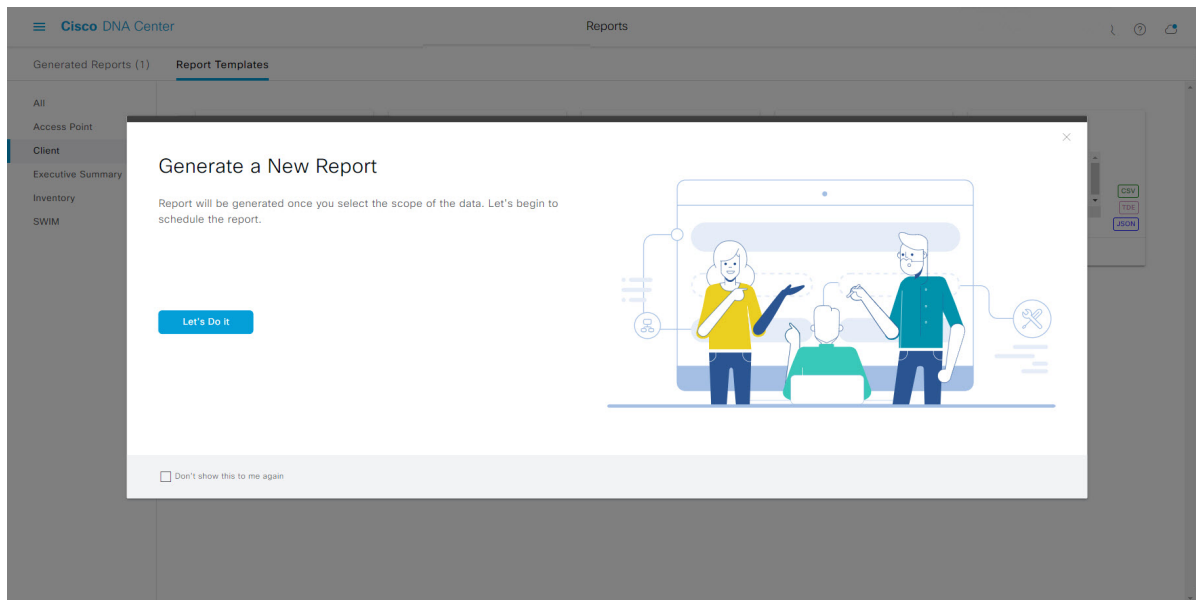 Cisco DNA Center
Reports
Generated Reports (1)
Report Templates
All
Access Point
Client
Executive Summary
Inventory
SWIM
Generate a New Report
Report will be generated once you select the scope of the data. Let's begin to
schedule the report.
Let's Do it
Don't show this to me again
CSV
TDE
JSON